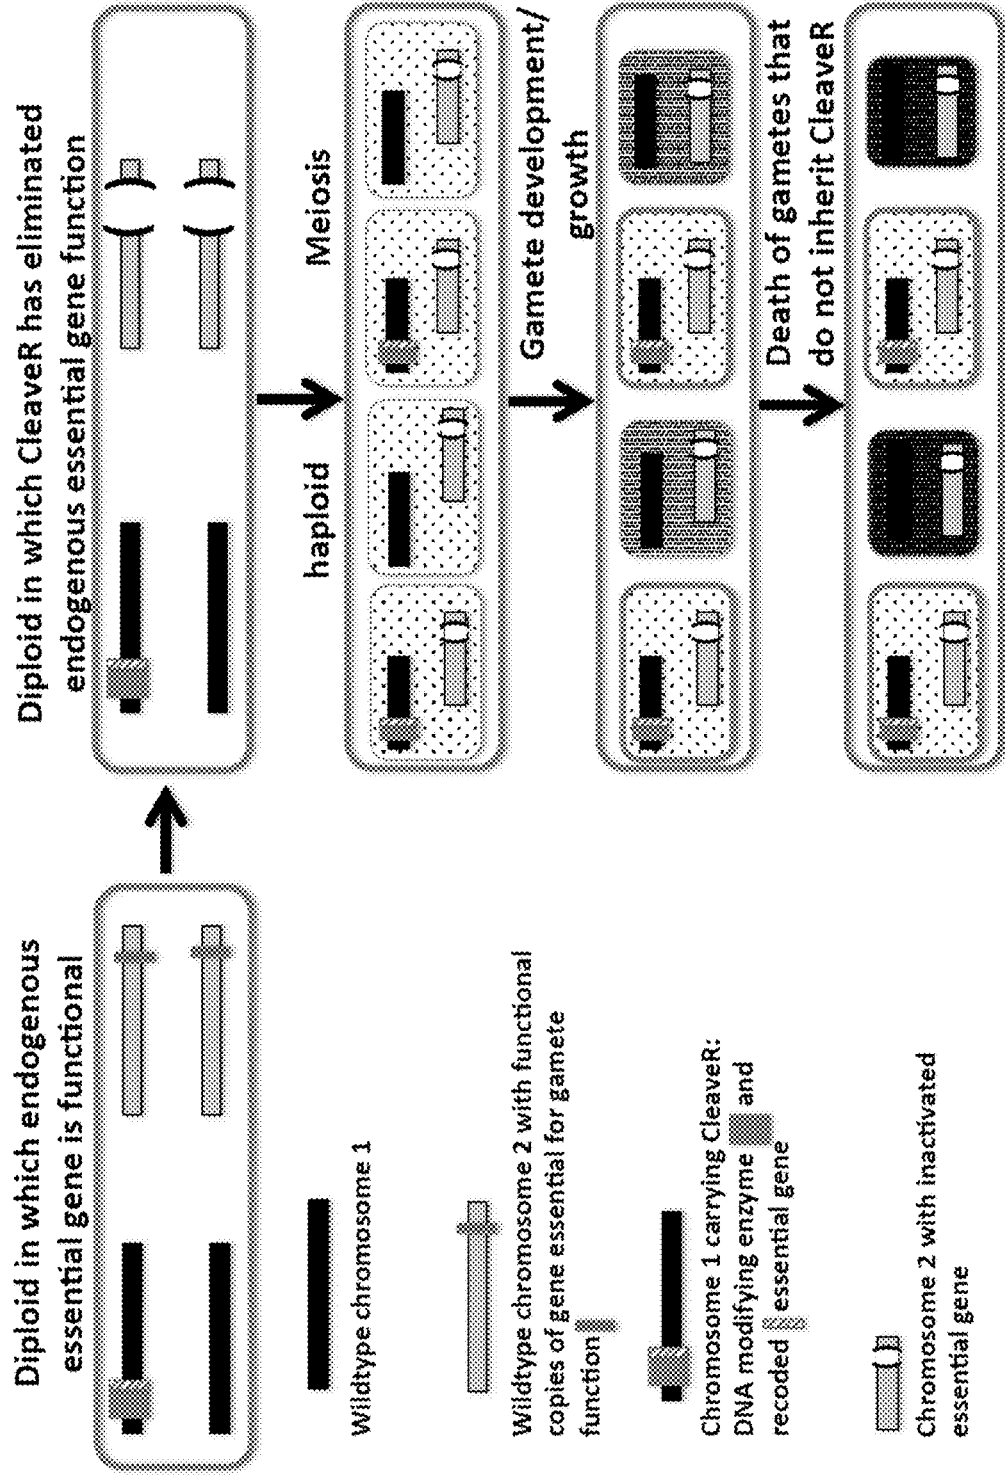 Diploid in which endogenous
essential gene is functional
Diploid in which CleaveR has eliminated
endogenous essential gene function
haploid
Meiosis
Gamete development/
growth
Death of gametes that
do not inherit CleaveR
Wildtype chromosome 1
Wildtype chromosome 2 with functional
copies of gene essential for gamete
function
Chromosome 1 carrying CleaveR:
DNA modifying enzyme and
recoded essential gene
Chromosome 2 with inactivated
essential gene